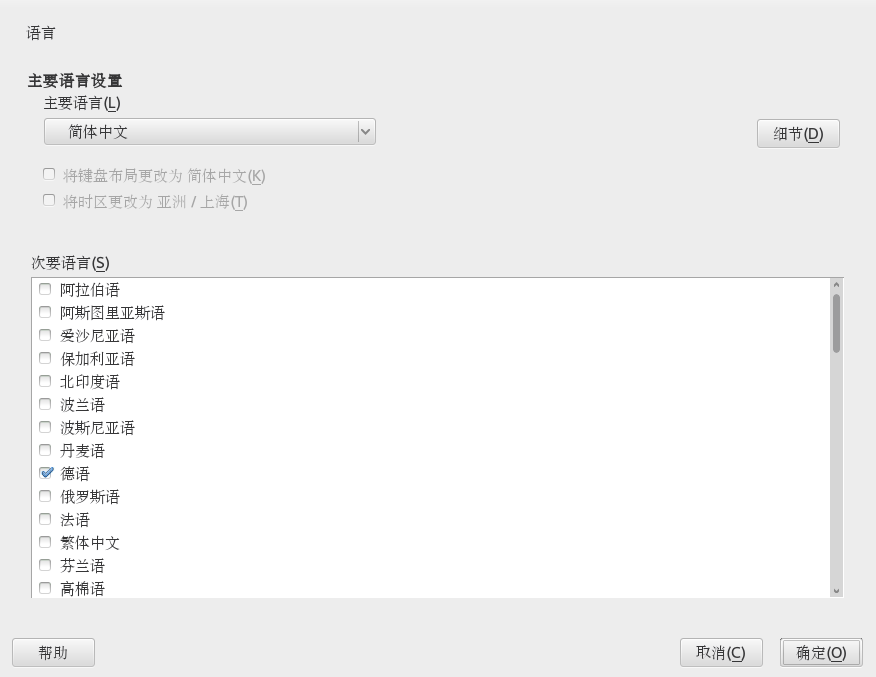 语言
主要语言设置
主要语言(L)
简体中文
细节(D)
将键盘布局更改为 简体中文(K)
将时区更改为 亚洲 / 上海(T)
次要语言(S)
阿拉伯语
阿斯图里亚斯语
爱沙尼亚语
保加利亚语
北印度语
波兰语
波斯尼亚语
丹麦语
德语
俄罗斯语
法语
繁体中文
芬兰语
高棉语
帮助
取消(C)
确定(O)